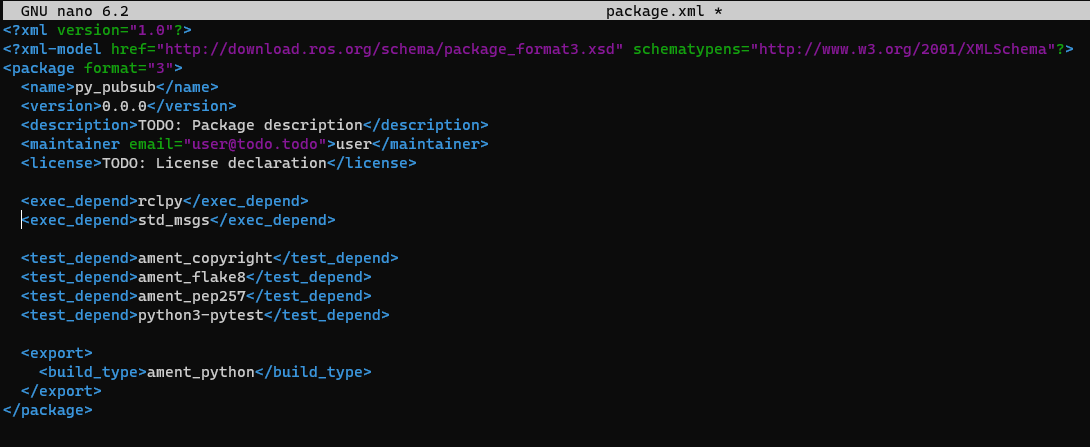 GNU nano 6.2 package.xml *
<?xml version="1.0"?>
<?xml-model href="http://download.ros.org/schema/package_format3.xsd" schematypens="http://www.w3.org/2001/XMLSchema"?>
<package format="3">
  <name>py_pubsub</name>
  <version>0.0.0</version>
  <description>TODO: Package description</description>
  <maintainer email="user@todo.todo">user</maintainer>
  <license>TODO: License declaration</license>

  <exec_depend>rclpy</exec_depend>
  <exec_depend>std_msgs</exec_depend>

  <test_depend>ament_copyright</test_depend>
  <test_depend>ament_flake8</test_depend>
  <test_depend>ament_pep257</test_depend>
  <test_depend>python3-pytest</test_depend>

  <export>
    <build_type>ament_python</build_type>
  </export>
</package>